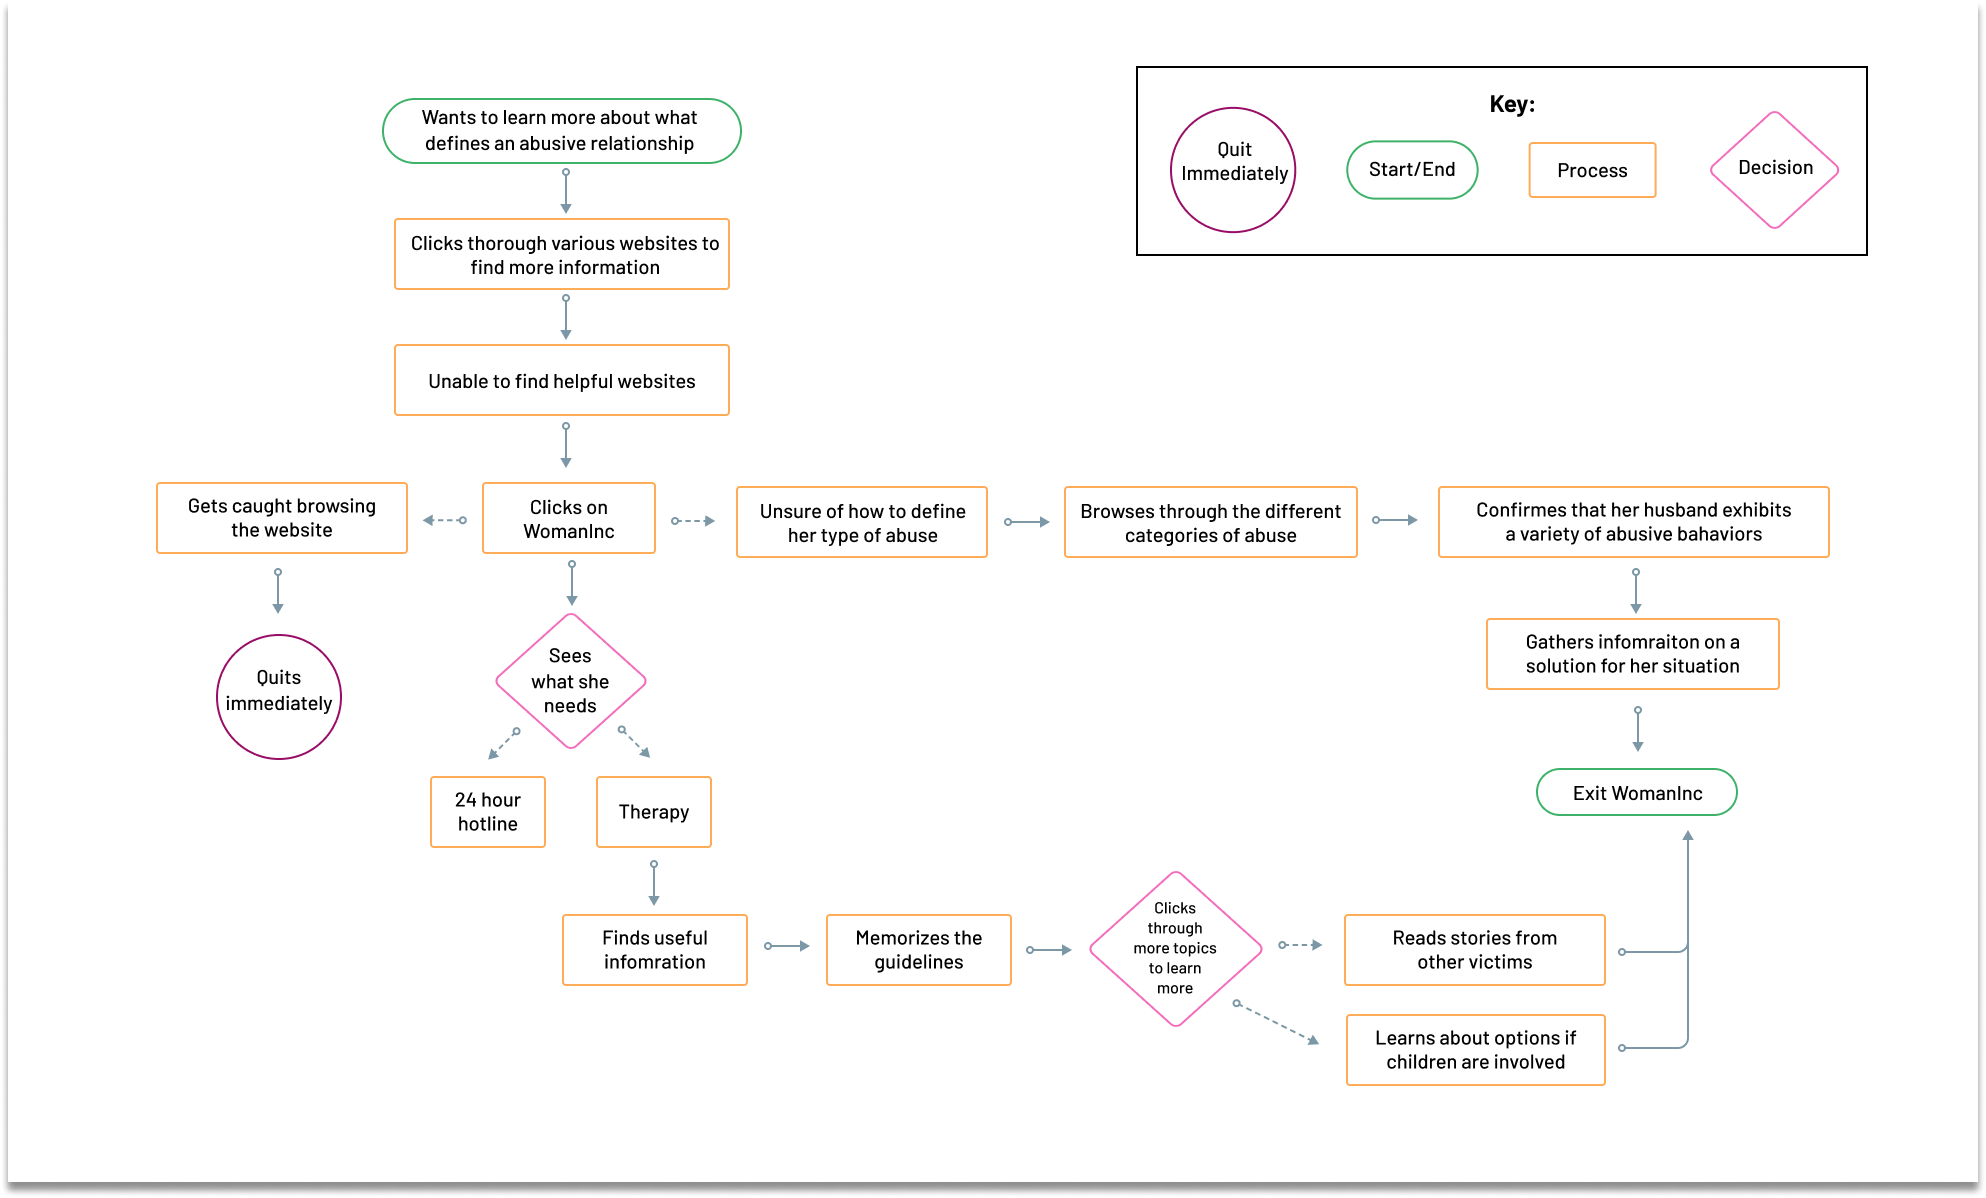 Wants to learn more about what
defines an abusive relationship
Key:
Quit
Immediately
Start/End
Process
Decision
Clicks thorough various websites to
find more information
Unable to find helpful websites
Gets caught browsing
the website
Clicks on
WomanInc
Unsure of how to define
her type of abuse
Browses through the different
categories of abuse
Confirmes that her husband exhibits
a variety of abusive bahaviors
Quits
immediately
Sees
what she
needs
Gathers infomraiton on a
solution for her situation
24 hour
hotline
Therapy
Exit WomanInc
Finds useful
infomration
Memorizes the
guidelines
Clicks
through
more topics
to learn
more
Reads stories from
other victims
Learns about options if
children are involved